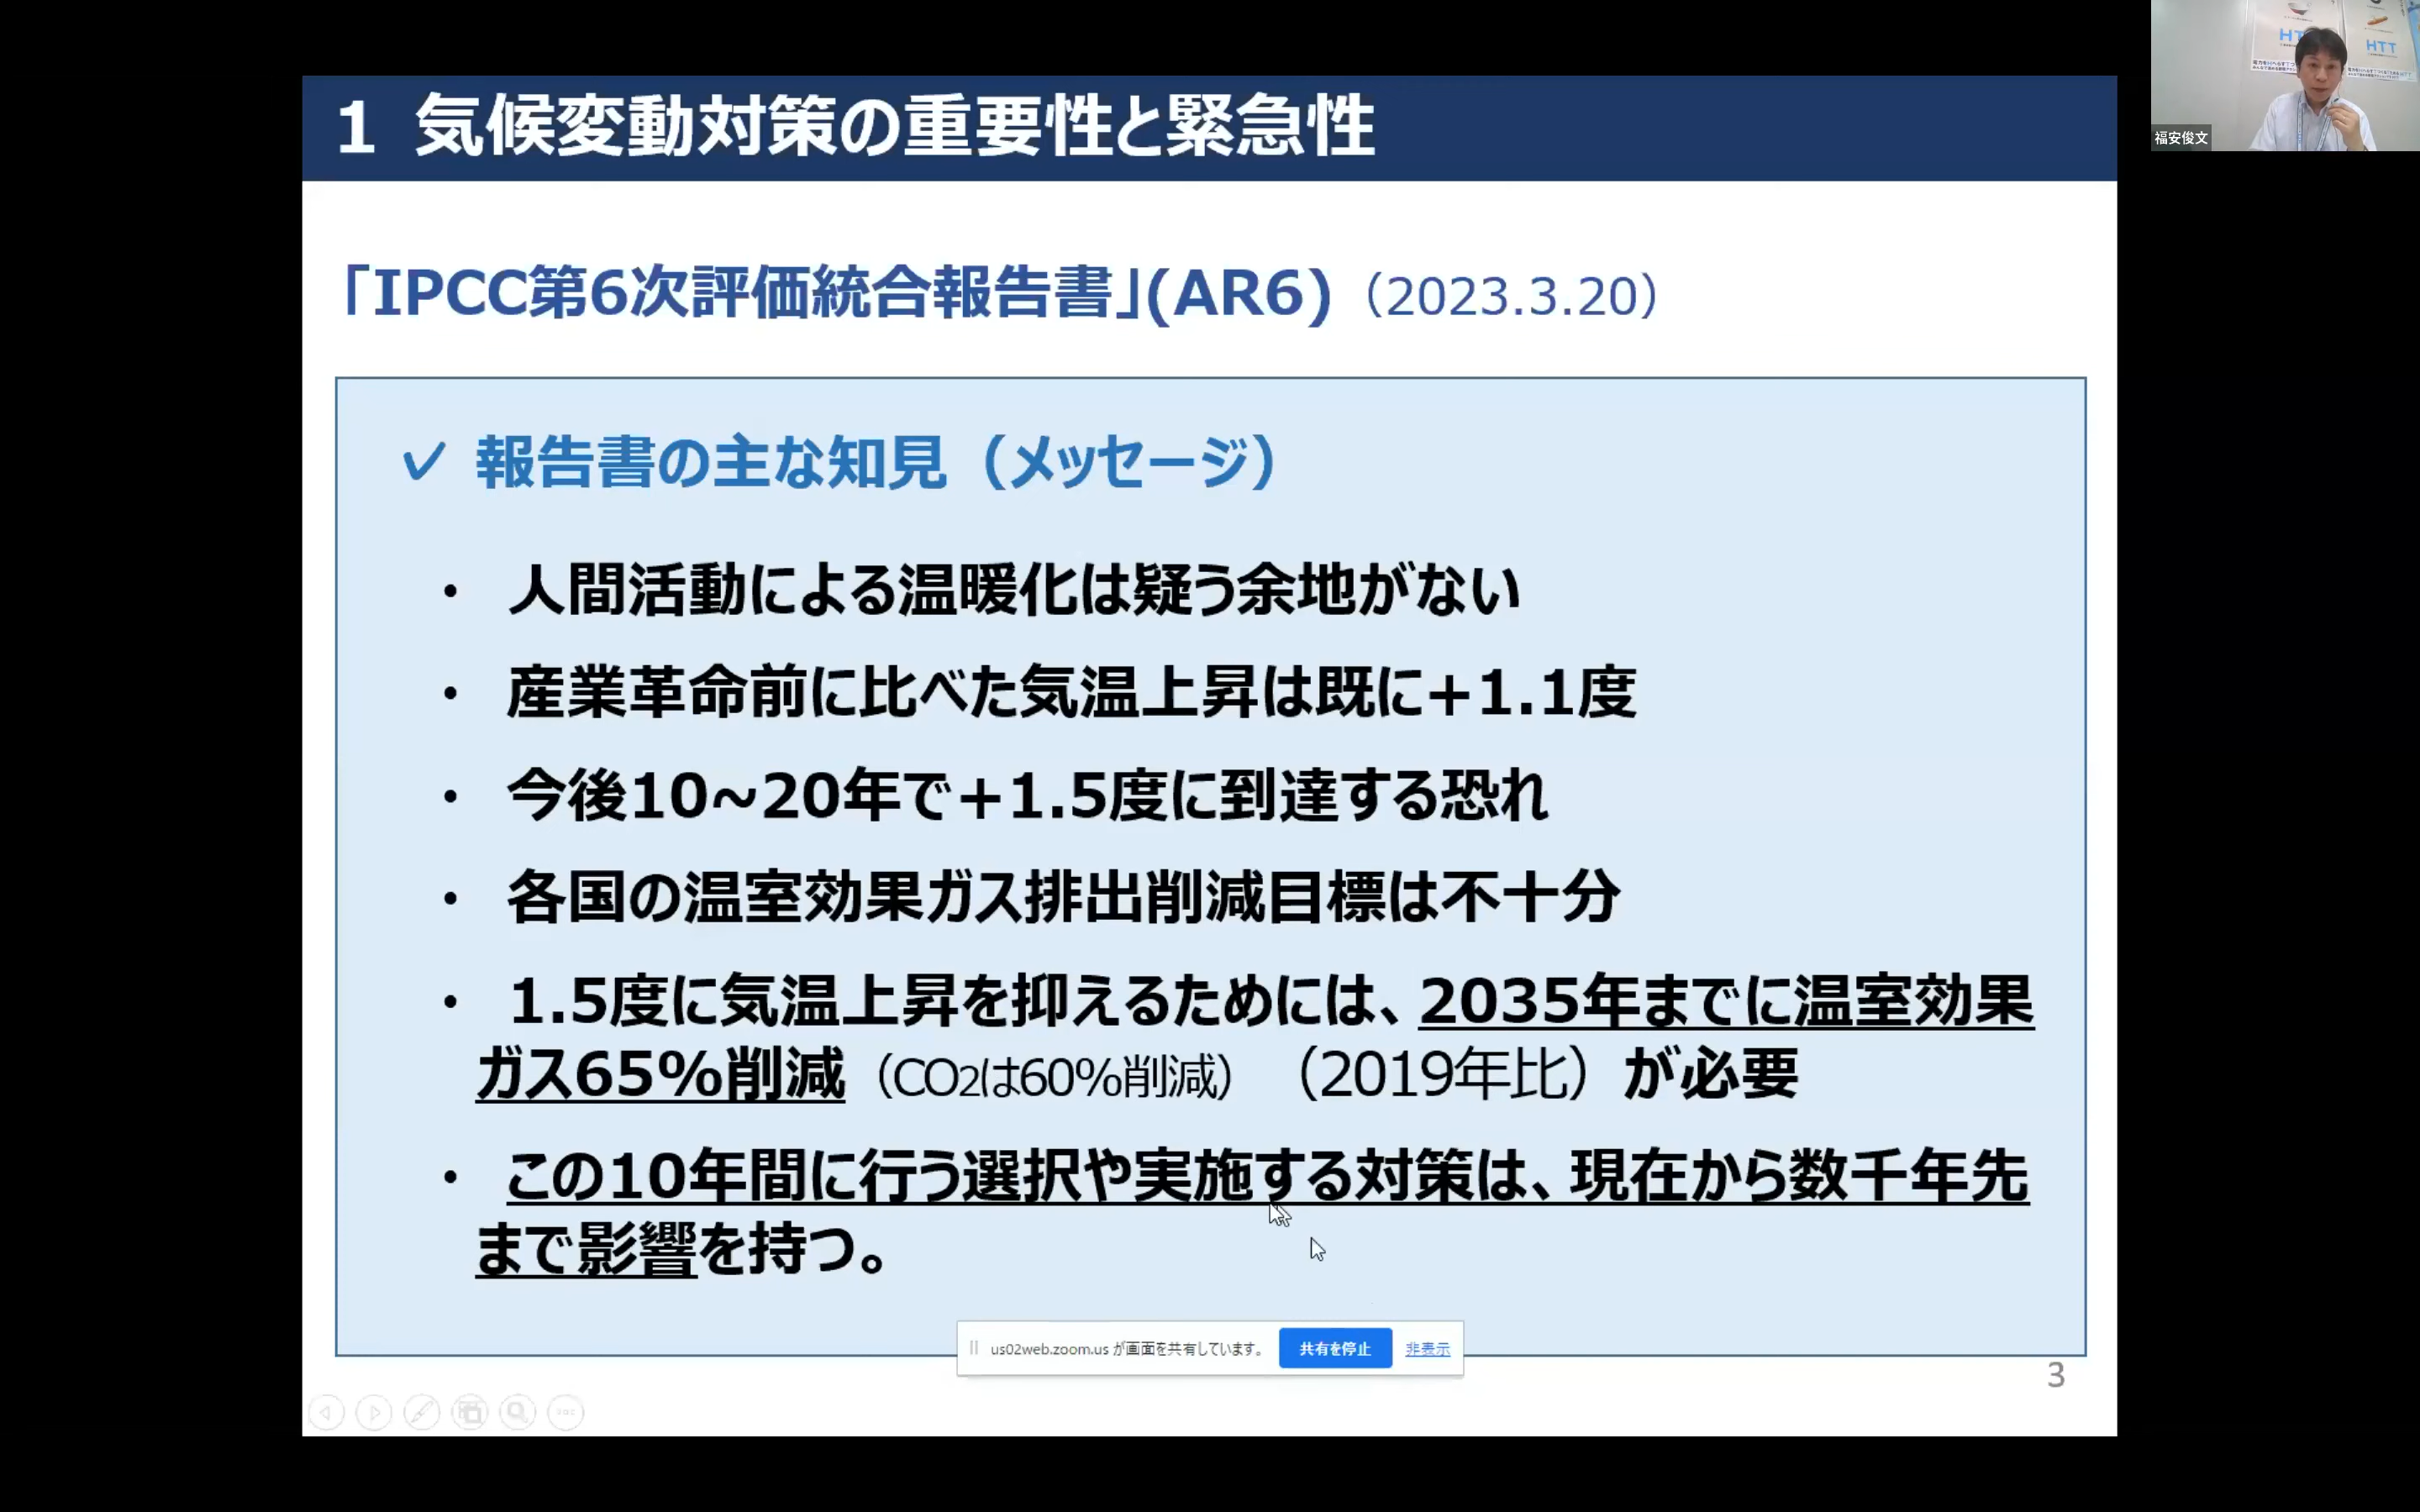 1 気候変動対策の重要性と緊急性
「IPCC第6次評価統合報告書」(AR6)（2023.3.20）
✓ 報告書の主な知見（メッセージ）
・ 人間活動による温暖化は疑う余地がない
・ 産業革命前に比べた気温上昇は既に+1.1度
・ 今後10~20年で+1.5度に到達する恐れ
・ 各国の温室効果ガス排出削減目標は不十分
・ 1.5度に気温上昇を抑えるためには、2035年までに温室効果
ガス65%削減（CO2は60%削減）（2019年比）が必要
・ この10年間に行う選択や実施する対策は、現在から数千年先
まで影響を持つ。
us02web.zoom.us が画面を共有しています。 共有を停止 非表示
3
HTT
福安俊文